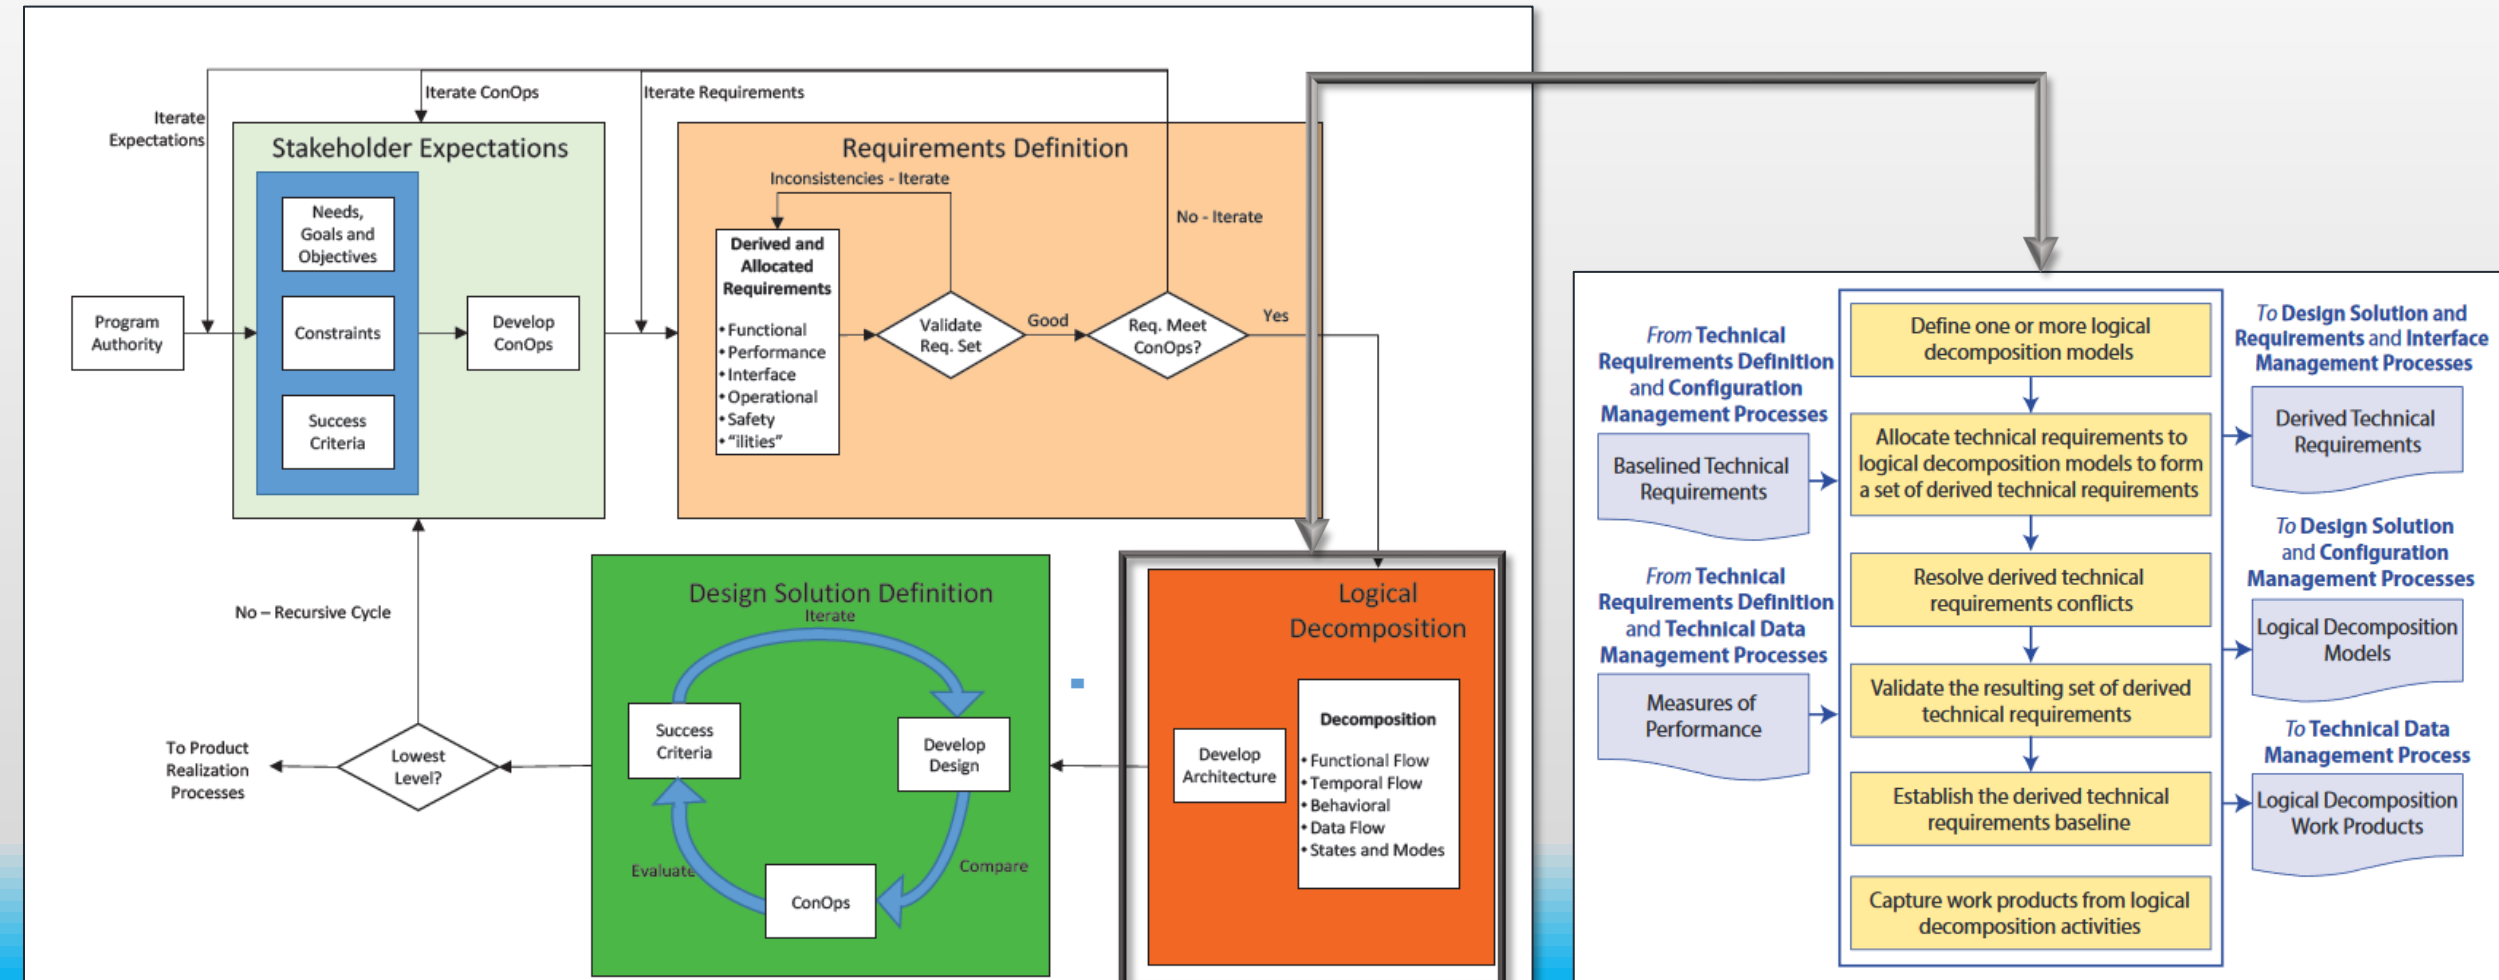 Iterate ConOps
Iterate Requirements
Iterate
Expectations
Stakeholder Expectations
Needs,
Goals and
Objectives
Constraints
Success
Criteria
Program
Authority
Develop
ConOps
Requirements Definition
Inconsistencies - Iterate
No - Iterate
Derived and
Allocated
Requirements
• Functional
• Performance
• Interface
• Operational
• Safety
• “ilities”
Validate
Req. Set
Good
Req. Meet
ConOps?
Yes
Logical
Decomposition
Develop
Architecture
Decomposition
• Functional Flow
• Temporal Flow
• Behavioral
• Data Flow
• States and Modes
Design Solution Definition
Iterate
Success
Criteria
Develop
Design
Evaluate
Compare
ConOps
No – Recursive Cycle
Lowest
Level?
To Product
Realization
Processes
From Technical
Requirements Definition
and Configuration
Management Processes
Baselined Technical
Requirements
From Technical
Requirements Definition
and Technical Data
Management Processes
Measures of
Performance
Define one or more logical
decomposition models
Allocate technical requirements to
logical decomposition models to form
a set of derived technical requirements
Resolve derived technical
requirements conflicts
Validate the resulting set of derived
technical requirements
Establish the derived technical
requirements baseline
Capture work products from logical
decomposition activities
To Design Solution and
Requirements and Interface
Management Processes
Derived Technical
Requirements
To Design Solution
and Configuration
Management Processes
Logical Decomposition
Models
To Technical Data
Management Process
Logical Decomposition
Work Products